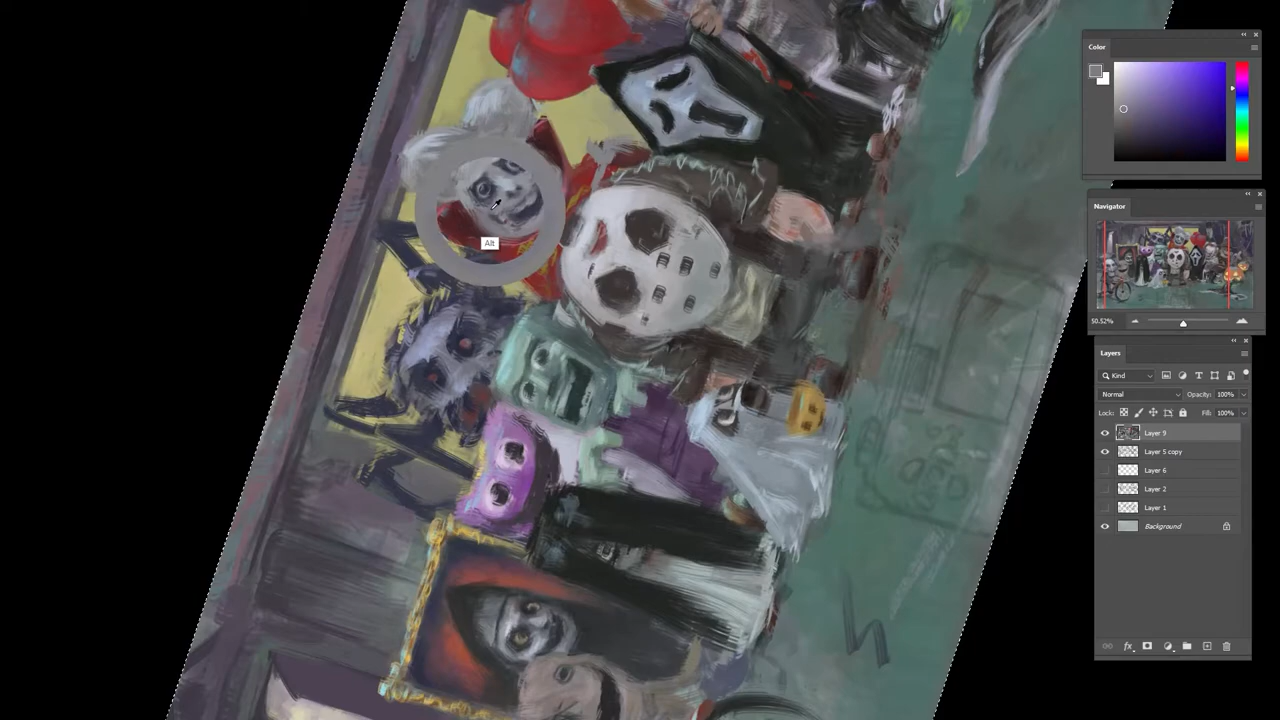 Color
Navigator
50.52%
Layers
Kind
Normal
Opacity: 100%
Lock:
Fill: 100%
Layer 9
Layer 5 copy
Layer 6
Layer 2
Layer 1
Background
fx
Alt